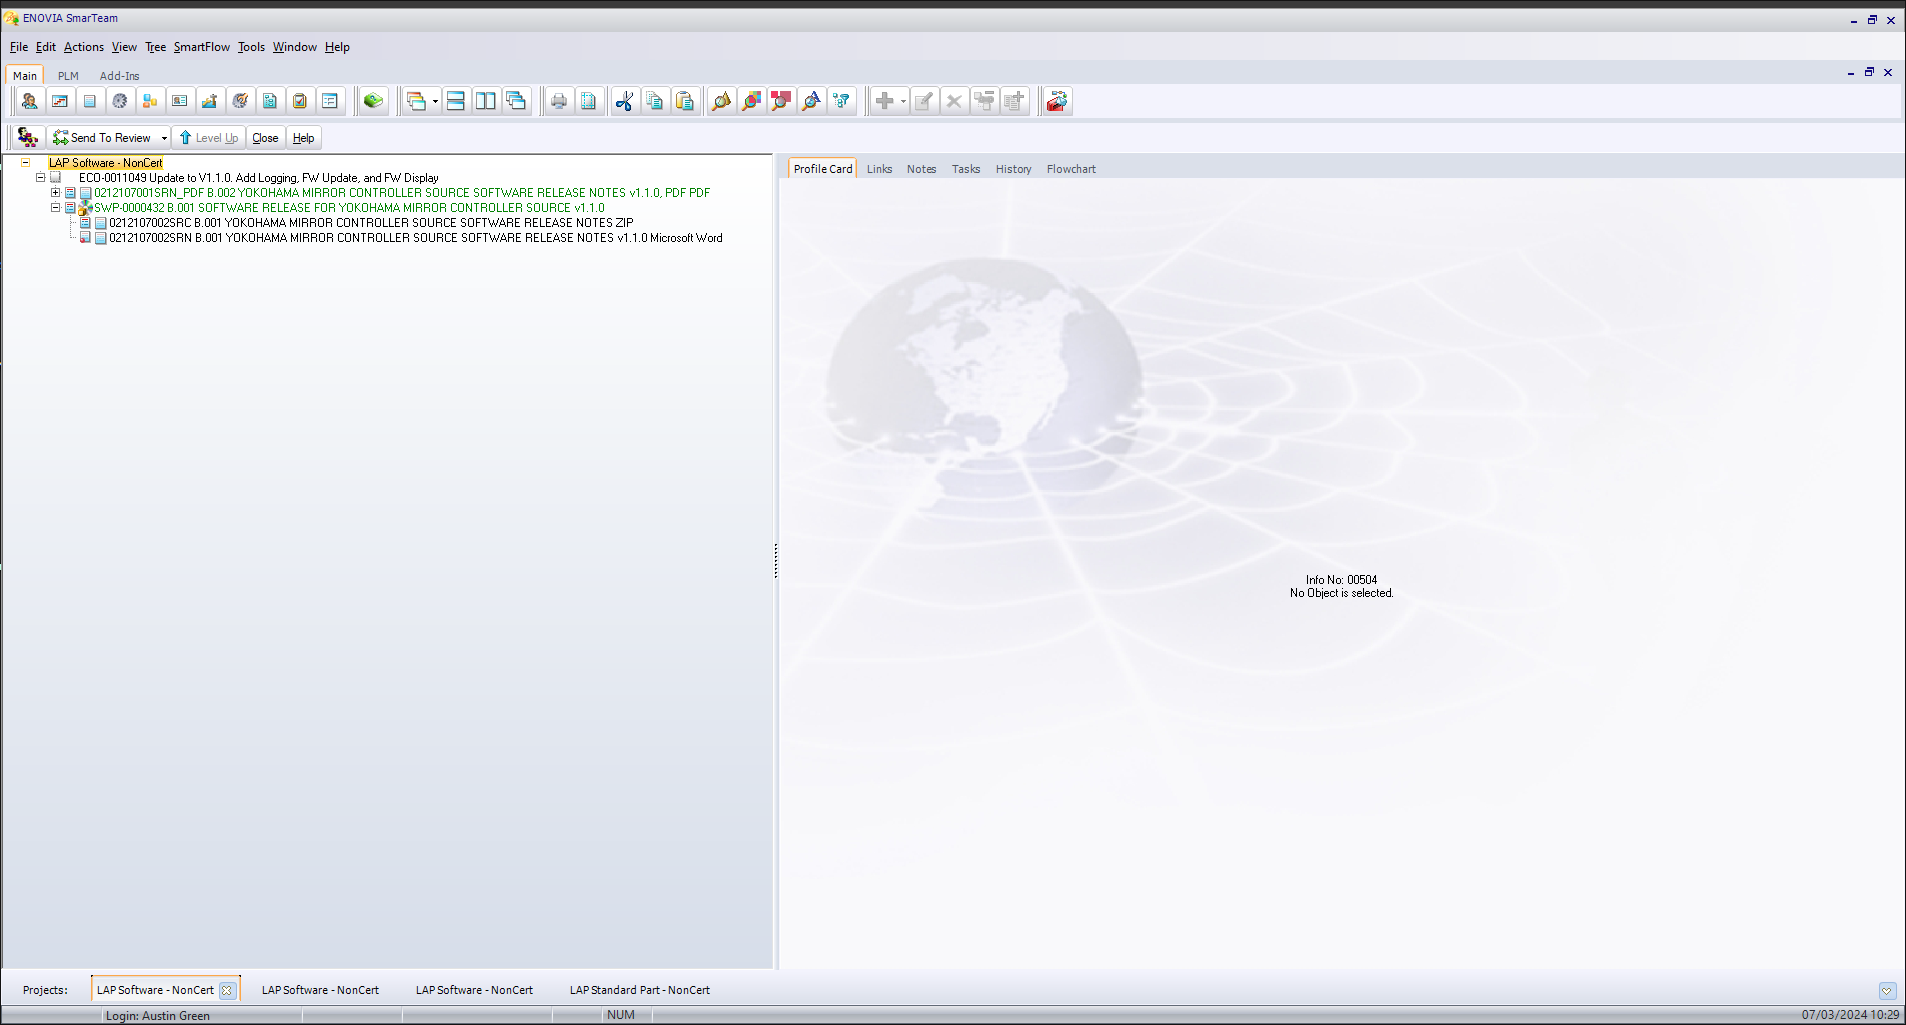 ENOVIA SmarTeam
File Edit Actions View Tree SmartFlow Tools Window Help
Main PLM Add-Ins
Send To Review Level Up Close Help
LAP Software - NonCert
ECO-0011049 Update to V1.1.0. Add Logging, FW Update, and FW Display
0212107001SRN_PDF B.002 YOKOHAMA MIRROR CONTROLLER SOURCE SOFTWARE RELEASE NOTES v1.1.0, PDF PDF
SWP-0000432 B.001 SOFTWARE RELEASE FOR YOKOHAMA MIRROR CONTROLLER SOURCE v1.1.0
0212107002SRC B.001 YOKOHAMA MIRROR CONTROLLER SOURCE SOFTWARE RELEASE NOTES ZIP
0212107002SRN B.001 YOKOHAMA MIRROR CONTROLLER SOURCE SOFTWARE RELEASE NOTES v1.1.0 Microsoft Word
Profile Card Links Notes Tasks History Flowchart
Info No: 00504
No Object is selected.
Projects: LAP Software - NonCert LAP Software - NonCert LAP Software - NonCert LAP Standard Part - NonCert
Login: Austin Green NUM 07/03/2024 10:29